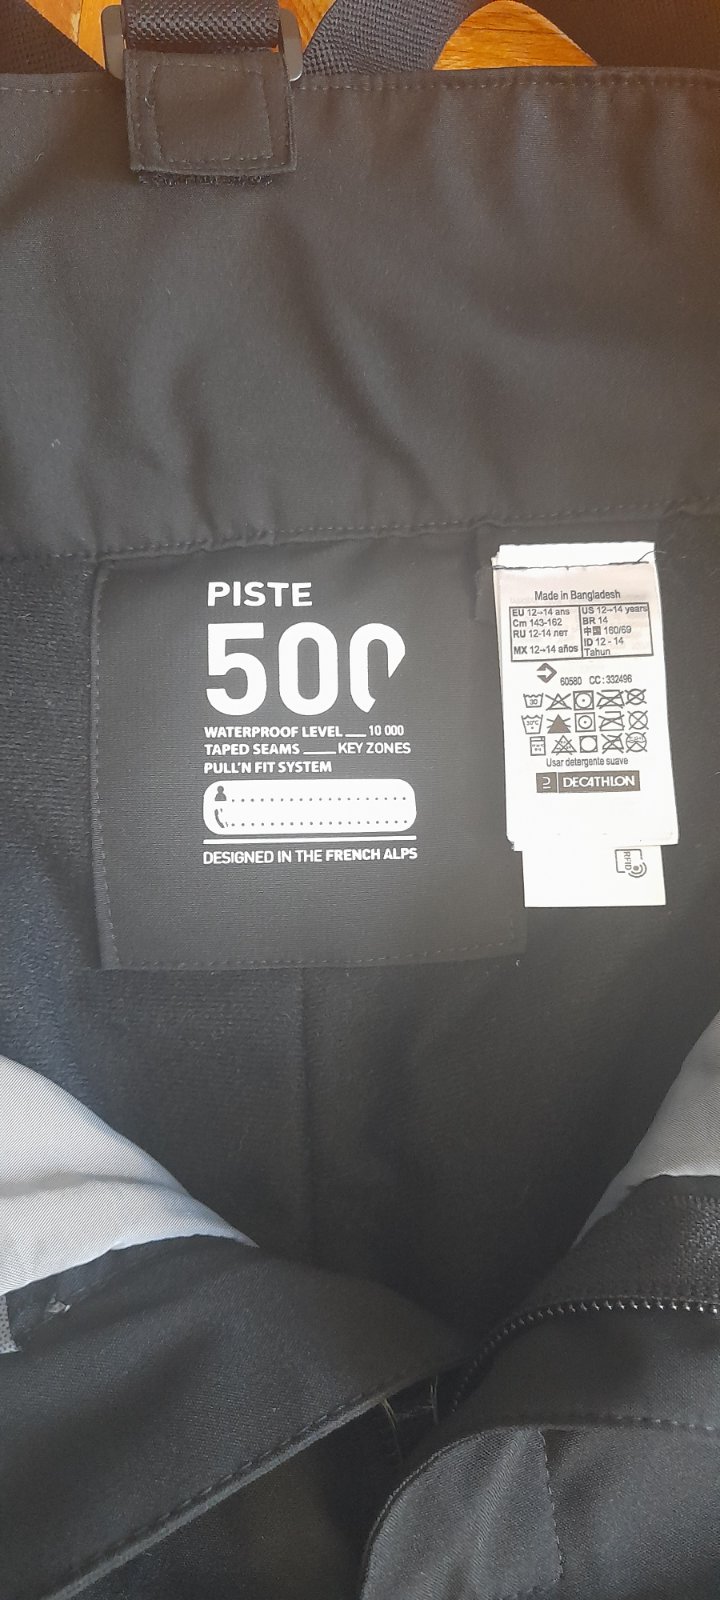 PISTE
500
WATERPROOF LEVEL 10 000
TAPED SEAMS KEY ZONES
PULL'N FIT SYSTEM
DESIGNED IN THE FRENCH ALPS
Made in Bangladesh
EU 12→14 ans US 12→14 years
Cm 143-162 BR 14
RU 12-14 лет 中国 160/69
ID 12 - 14
MX 12→14 años Tahun
60580 CC: 332496
30
30°C
Usar detergente suave
DECATHLON
RFID